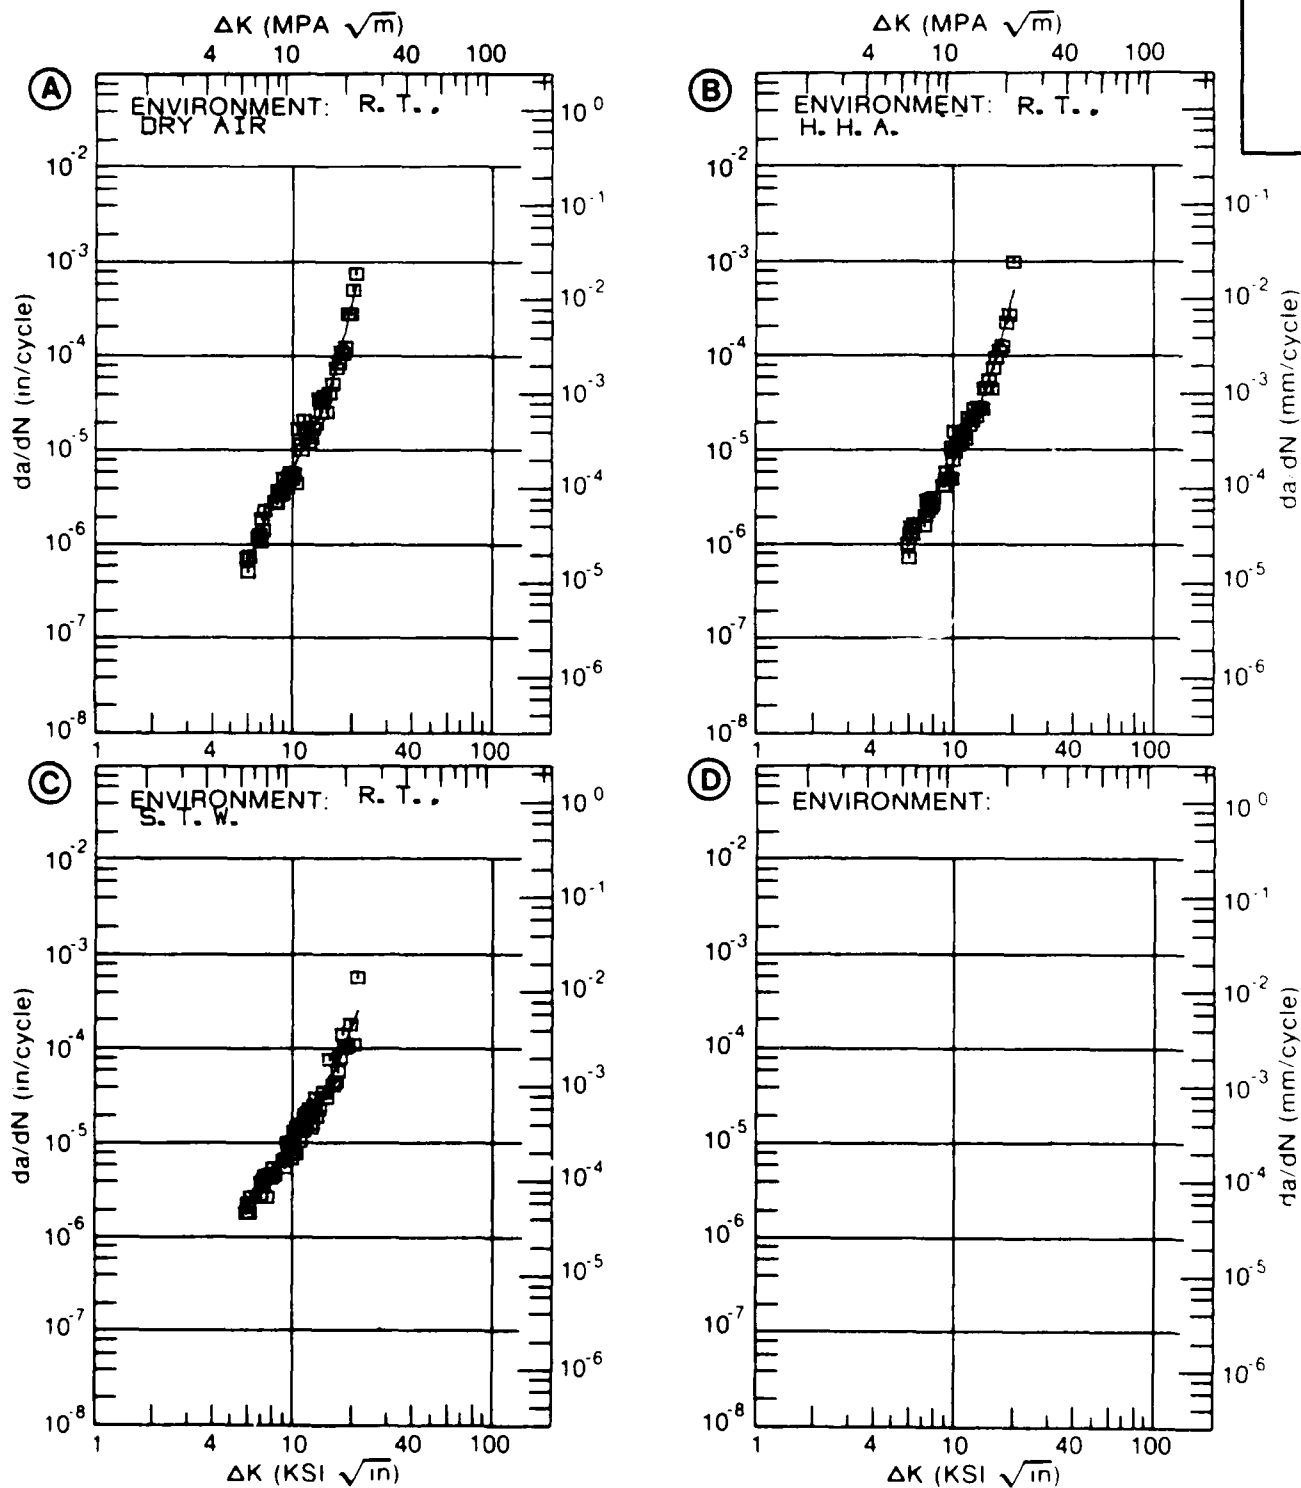 ΔK (MPA √m)
4 10 40 100
ΔK (MPA √m)
4 10 40 100
A
ENVIRONMENT: R. T.,
DRY AIR
B
ENVIRONMENT: R. T.,
H. H. A.
da/dN (in/cycle)
10^-2
10^-3
10^-4
10^-5
10^-6
10^-7
10^-8
10^0
10^-1
10^-2
10^-3
10^-4
10^-5
10^-6
1 4 10 40 100
10^-2
10^-3
10^-4
10^-5
10^-6
10^-7
10^-8
10^-1
10^-2
10^-3
10^-4
10^-5
10^-6
da/dN (mm/cycle)
1 4 10 40 100
C
ENVIRONMENT: R. T.,
S. T. W.
D
ENVIRONMENT:
da/dN (in/cycle)
10^-2
10^-3
10^-4
10^-5
10^-6
10^-7
10^-8
10^0
10^-1
10^-2
10^-3
10^-4
10^-5
10^-6
1 4 10 40 100
ΔK (KSI √in)
10^-2
10^-3
10^-4
10^-5
10^-6
10^-7
10^-8
10^0
10^-1
10^-2
10^-3
10^-4
10^-5
10^-6
da/dN (mm/cycle)
1 4 10 40 100
ΔK (KSI √in)